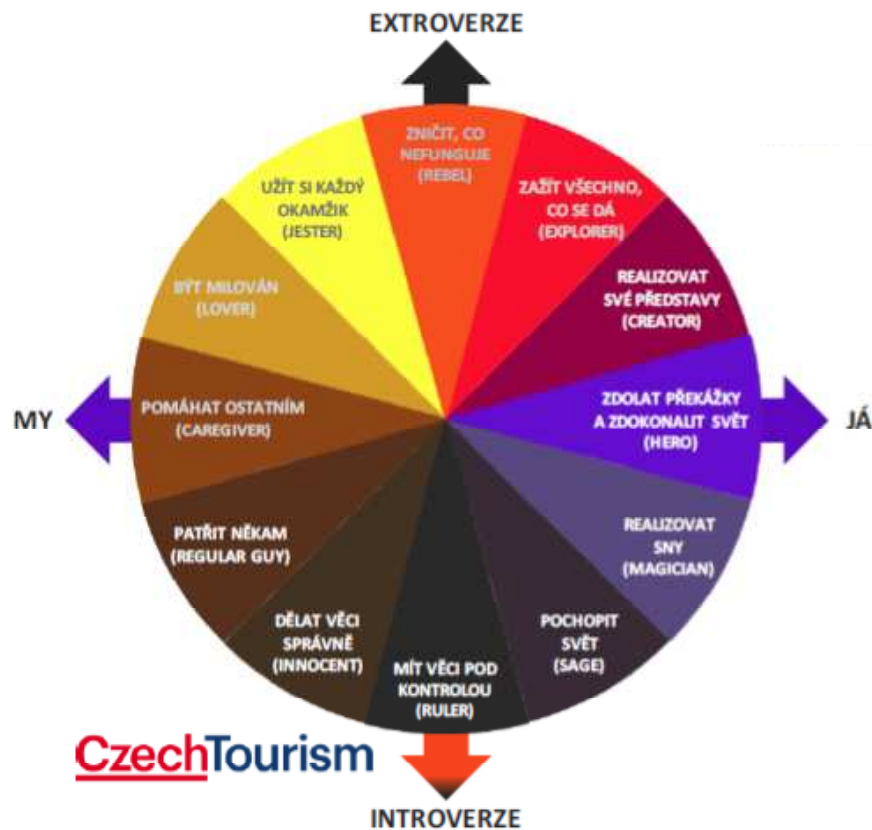 EXTROVERZE
ZNIČIT, CO
NEFUNGUJE
(REBEL)
ZAŽÍT VŠECHNO,
CO SE DÁ
(EXPLORER)
REALIZOVAT
SVÉ PŘEDSTAVY
(CREATOR)
ZDOLAT PŘEKÁŽKY
A ZDOKONALIT SVĚT
(HERO)
JÁ
REALIZOVAT
SNY
(MAGICIAN)
POCHOPIT
SVĚT
(SAGE)
MÍT VĚCI POD
KONTROLOU
(RULER)
DĚLAT VĚCI
SPRÁVNĚ
(INNOCENT)
PATŘIT NĚKAM
(REGULAR GUY)
POMÁHAT OSTATNÍM
(CAREGIVER)
MY
BÝT MILOVÁN
(LOVER)
UŽÍT SI KAŽDÝ
OKAMŽIK
(JESTER)
CzechTourism
INTROVERZE